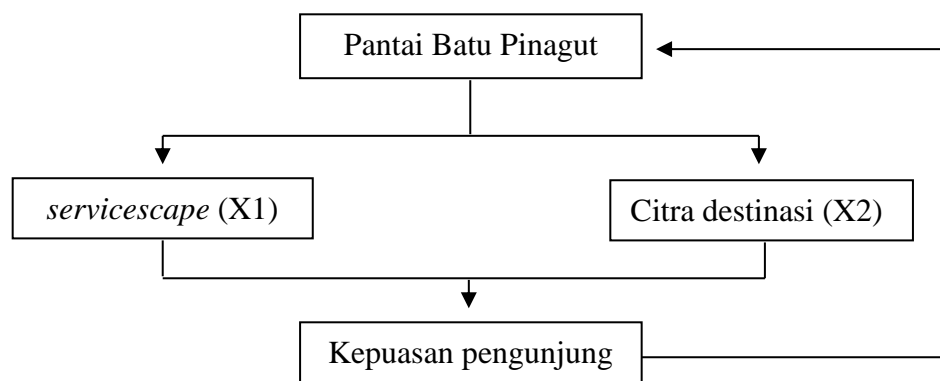 Pantai Batu Pinagut
servicescape (X1)
Citra destinasi (X2)
Kepuasan pengunjung